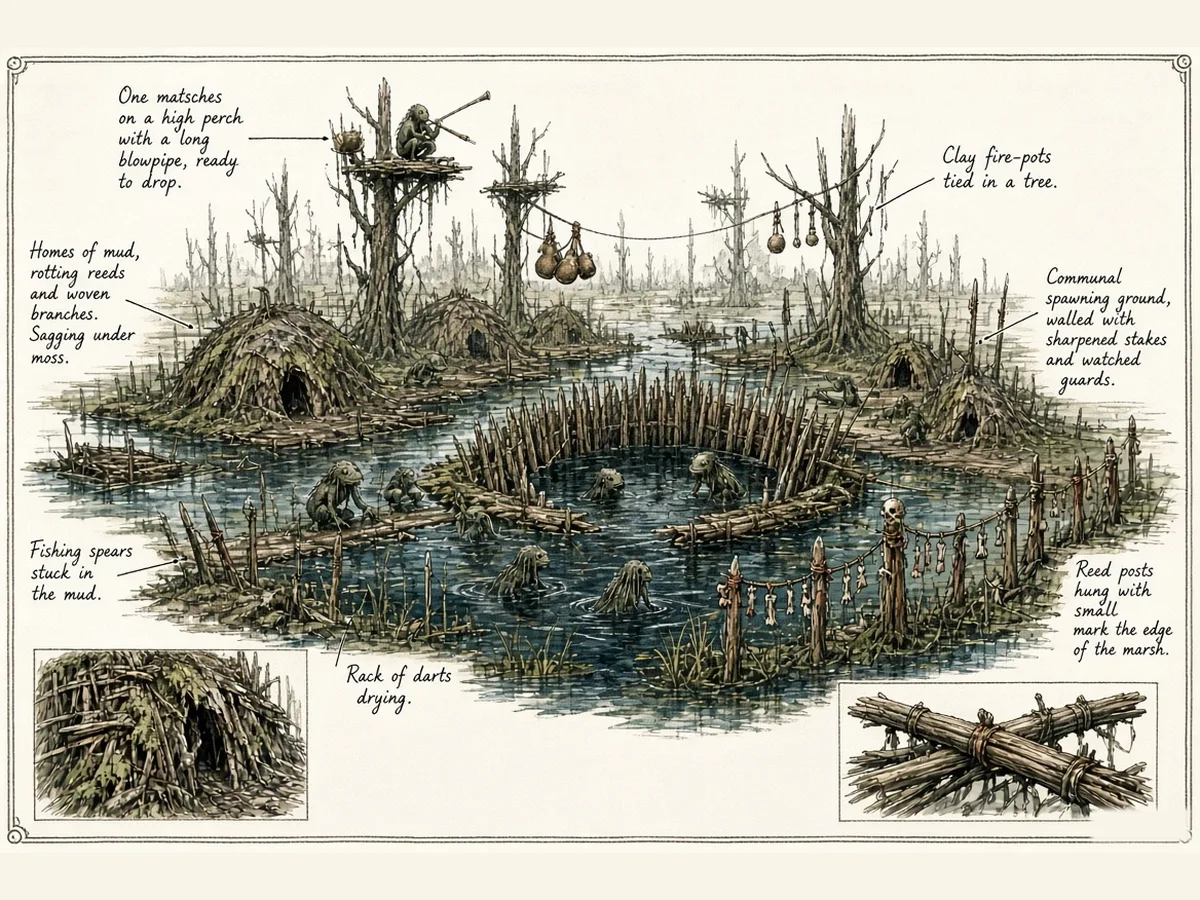 One matsches
on a high perch
with a long
blowpipe, ready
to drop.
Clay fire-pots
tied in a tree.
Homes of mud,
rotting reeds
and woven
branches.
Sagging under
moss.
Communal
spawning ground,
walled with
sharpened stakes
and watched
guards.
Fishing spears
stuck in
the mud.
Reed posts
hung with
small
mark the edge
of the marsh.
Rack of darts
drying.